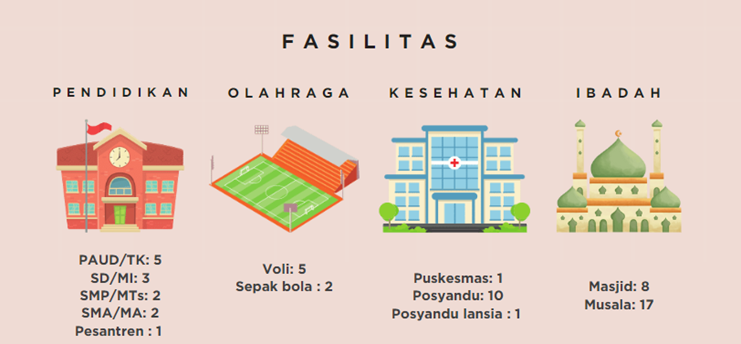 FASILITAS
PENDIDIKAN
PAUD/TK: 5
SD/MI: 3
SMP/MTs: 2
SMA/MA: 2
Pesantren : 1
OLAHRAGA
Voli: 5
Sepak bola : 2
KESEHATAN
Puskesmas: 1
Posyandu: 10
Posyandu lansia : 1
IBADAH
Masjid: 8
Musala: 17